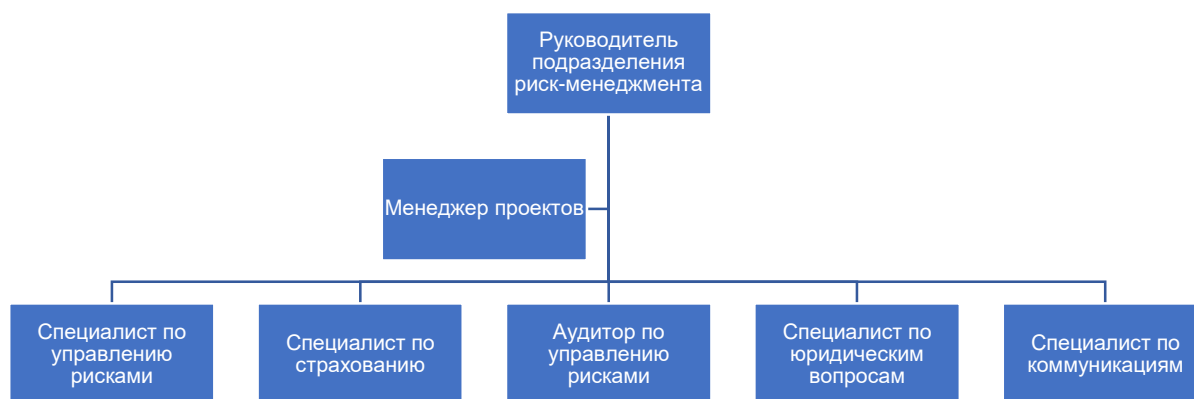 Руководитель
подразделения
риск-менеджмента
Менеджер проектов
Специалист по
управлению
рисками
Специалист по
страхованию
Аудитор по
управлению
рисками
Специалист по
юридическим
вопросам
Специалист по
коммуникациям